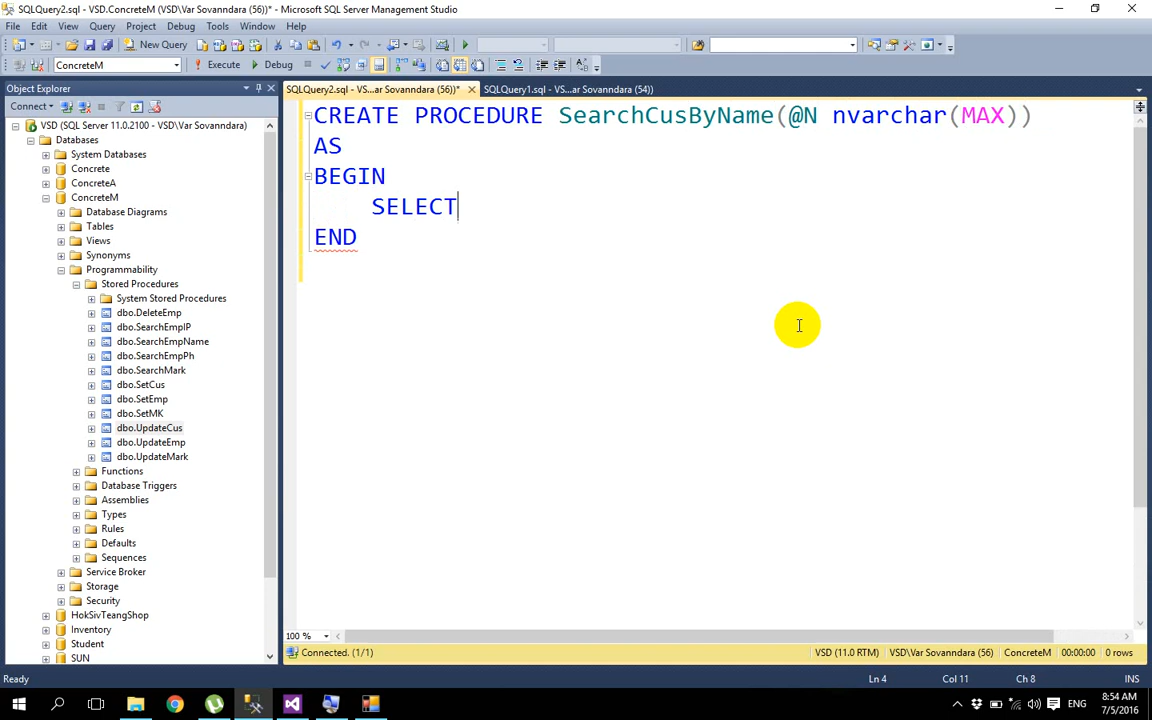 SQLQuery2.sql - VSD.ConcreteM (VSD\Var Sovanndara (56))* - Microsoft SQL Server Management Studio
File Edit View Query Project Debug Tools Window Help
New Query
ConcreteM Execute Debug
Object Explorer
SQLQuery2.sql - VS...ar Sovanndara (56))* SQLQuery1.sql - VS...ar Sovanndara (54))
Connect
VSD (SQL Server 11.0.2100 - VSD\Var Sovanndara)
Databases
System Databases
Concrete
ConcreteA
ConcreteM
Database Diagrams
Tables
Views
Synonyms
Programmability
Stored Procedures
System Stored Procedures
dbo.DeleteEmp
dbo.SearchEmpIP
dbo.SearchEmpName
dbo.SearchEmpPh
dbo.SearchMark
dbo.SetCus
dbo.SetEmp
dbo.SetMK
dbo.UpdateCus
dbo.UpdateEmp
dbo.UpdateMark
Functions
Database Triggers
Assemblies
Types
Rules
Defaults
Sequences
Service Broker
Storage
Security
HokSivTeangShop
Inventory
Student
SUN
CREATE PROCEDURE SearchCusByName(@N nvarchar(MAX))
AS
BEGIN
SELECT
END
100 %
Connected. (1/1) VSD (11.0 RTM) VSD\Var Sovanndara (56) ConcreteM 00:00:00 0 rows
Ready Ln 4 Col 11 Ch 8 INS
ENG 8:54 AM
7/5/2016